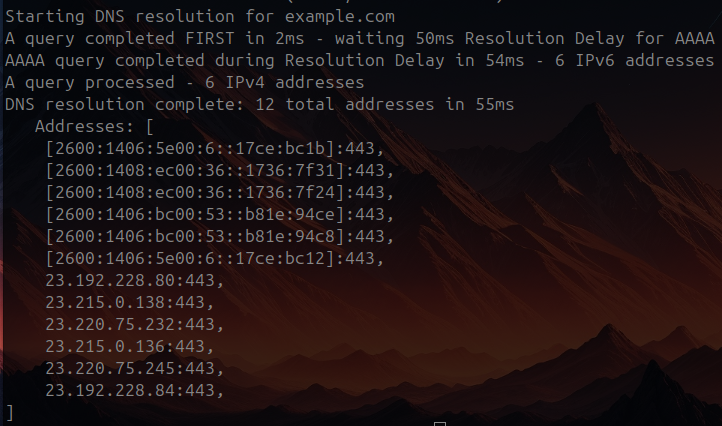 Starting DNS resolution for example.com
A query completed FIRST in 2ms - waiting 50ms Resolution Delay for AAAA
AAAA query completed during Resolution Delay in 54ms - 6 IPv6 addresses
A query processed - 6 IPv4 addresses
DNS resolution complete: 12 total addresses in 55ms
Addresses: [
[2600:1406:5e00:6::17ce:bc1b]:443,
[2600:1408:ec00:36::1736:7f31]:443,
[2600:1408:ec00:36::1736:7f24]:443,
[2600:1406:bc00:53::b81e:94ce]:443,
[2600:1406:bc00:53::b81e:94c8]:443,
[2600:1406:5e00:6::17ce:bc12]:443,
23.192.228.80:443,
23.215.0.138:443,
23.220.75.232:443,
23.215.0.136:443,
23.220.75.245:443,
23.192.228.84:443,
]